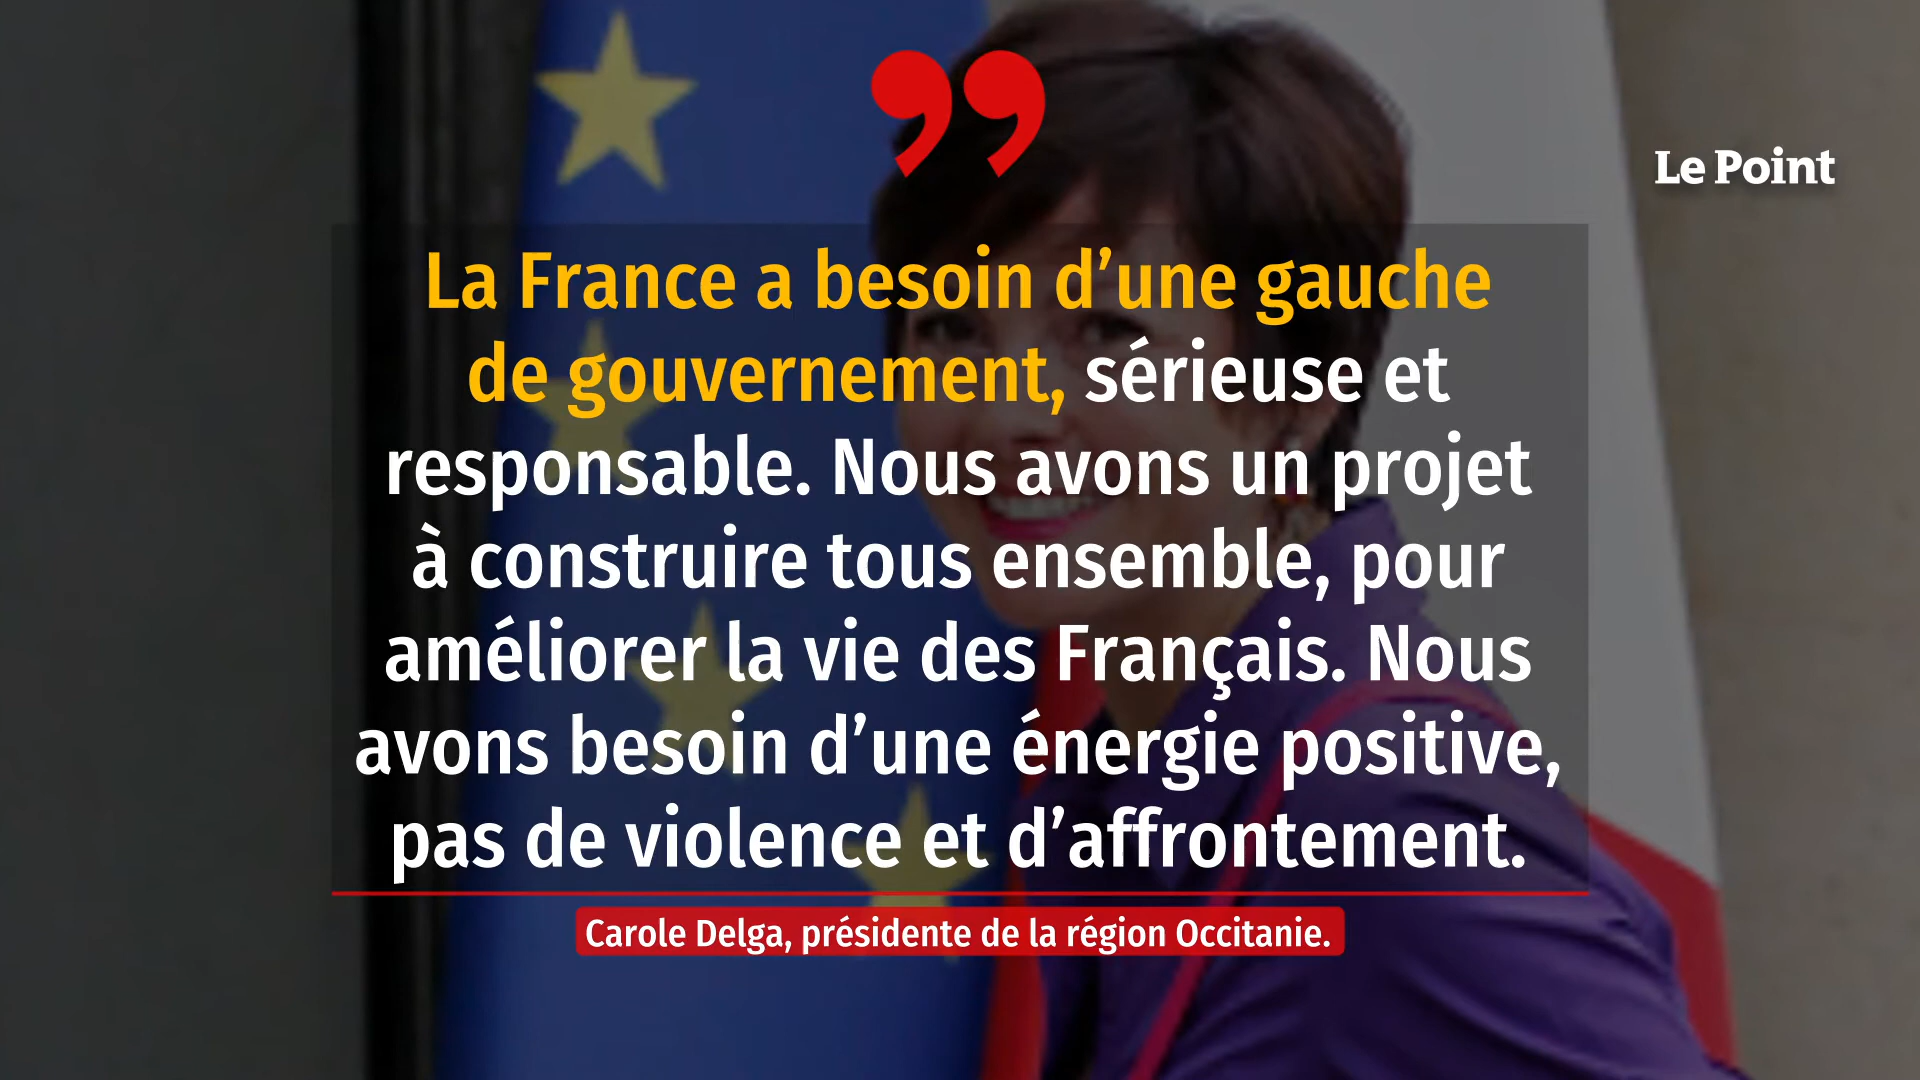 ”
Le Point
La France a besoin d’une gauche
de gouvernement, sérieuse et
responsable. Nous avons un projet
à construire tous ensemble, pour
améliorer la vie des Français. Nous
avons besoin d’une énergie positive,
pas de violence et d’affrontement.
Carole Delga, présidente de la région Occitanie.